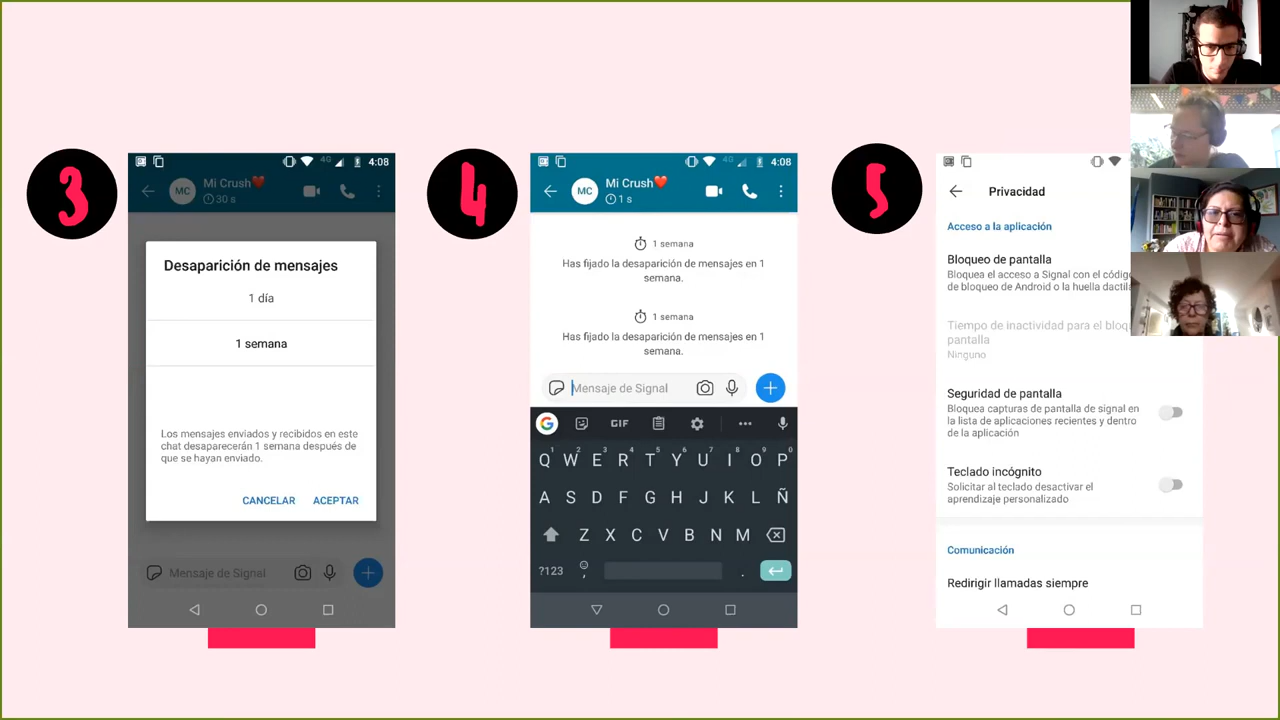 3
4:08
MC
Mi Crush❤️
30 s
Desaparición de mensajes
1 día
1 semana
Los mensajes enviados y recibidos en este
chat desaparecerán 1 semana después de
que se hayan enviado.
CANCELAR ACEPTAR
Mensaje de Signal
4
4G 4:08
MC
Mi Crush❤️
1 s
1 semana
Has fijado la desaparición de mensajes en 1
semana.
1 semana
Has fijado la desaparición de mensajes en 1
semana.
Mensaje de Signal
G GIF
Q W E R T Y U I O P
A S D F G H J K L Ñ
Z X C V B N M
?123 , .
5
Privacidad
Acceso a la aplicación
Bloqueo de pantalla
Bloquea el acceso a Signal con el código
de bloqueo de Android o la huella dactila
Tiempo de inactividad para el bloq
pantalla
Ninguno
Seguridad de pantalla
Bloquea capturas de pantalla de signal en
la lista de aplicaciones recientes y dentro
de la aplicación
Teclado incógnito
Solicitar al teclado desactivar el
aprendizaje personalizado
Comunicación
Redirigir llamadas siempre